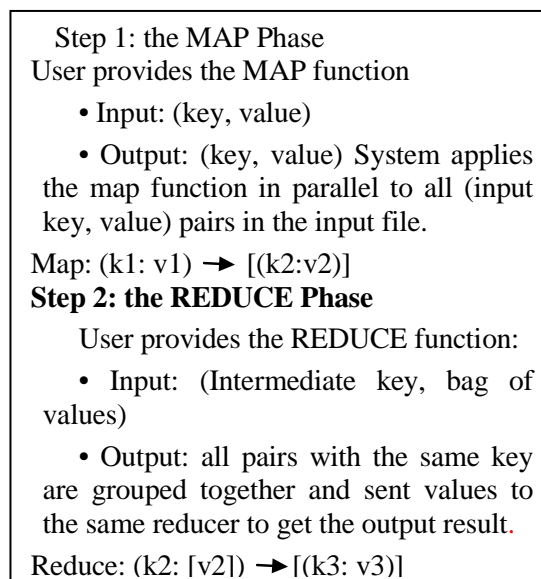 Step 1: the MAP Phase
User provides the MAP function
• Input: (key, value)
• Output: (key, value) System applies
the map function in parallel to all (input
key, value) pairs in the input file.
Map: (k1: v1) → [(k2:v2)]
Step 2: the REDUCE Phase
User provides the REDUCE function:
• Input: (Intermediate key, bag of
values)
• Output: all pairs with the same key
are grouped together and sent values to
the same reducer to get the output result.
Reduce: (k2: [v2]) →[(k3: v3)]